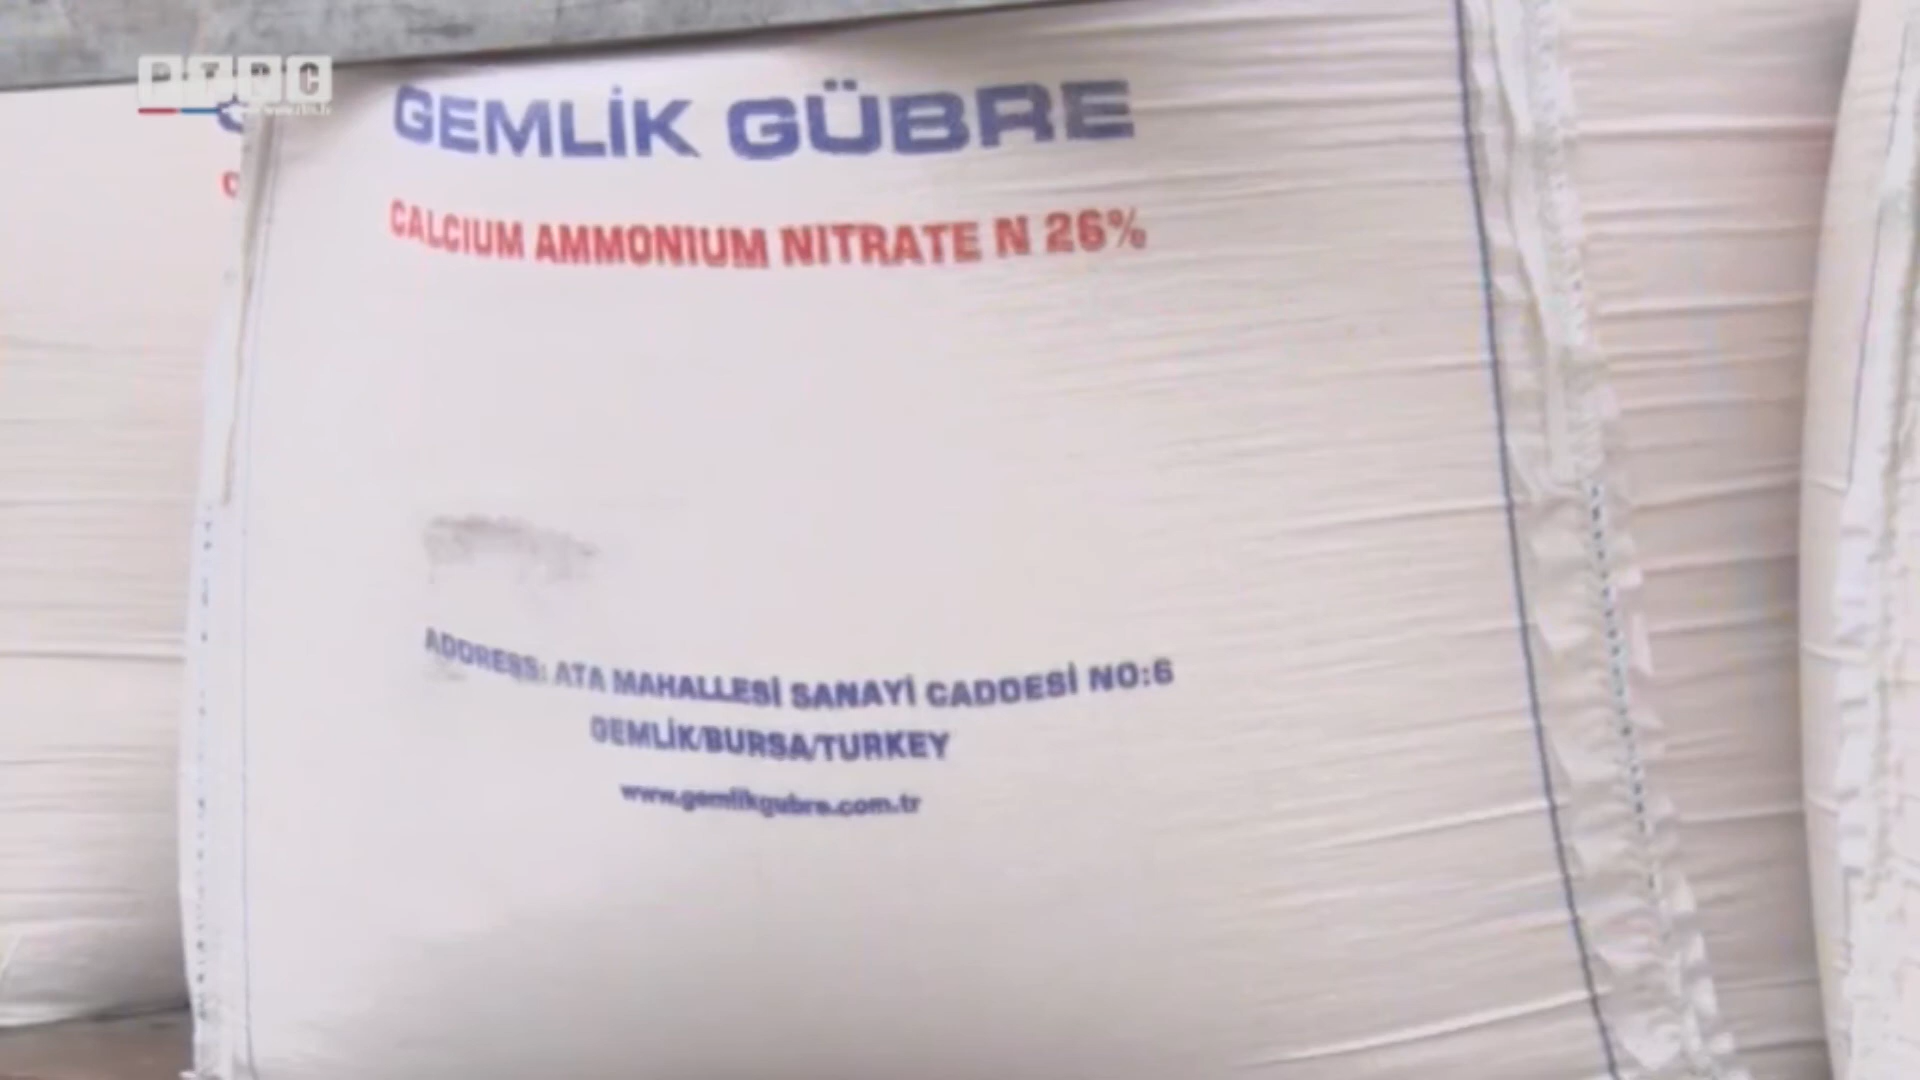 GEMLİK GÜBRE
CALCIUM AMMONIUM NITRATE N 26%
ADDRESS: ATA MAHALLESİ SANAYİ CADDESİ NO:6
GEMLİK/BURSA/TURKEY
www.gemlikgubre.com.tr